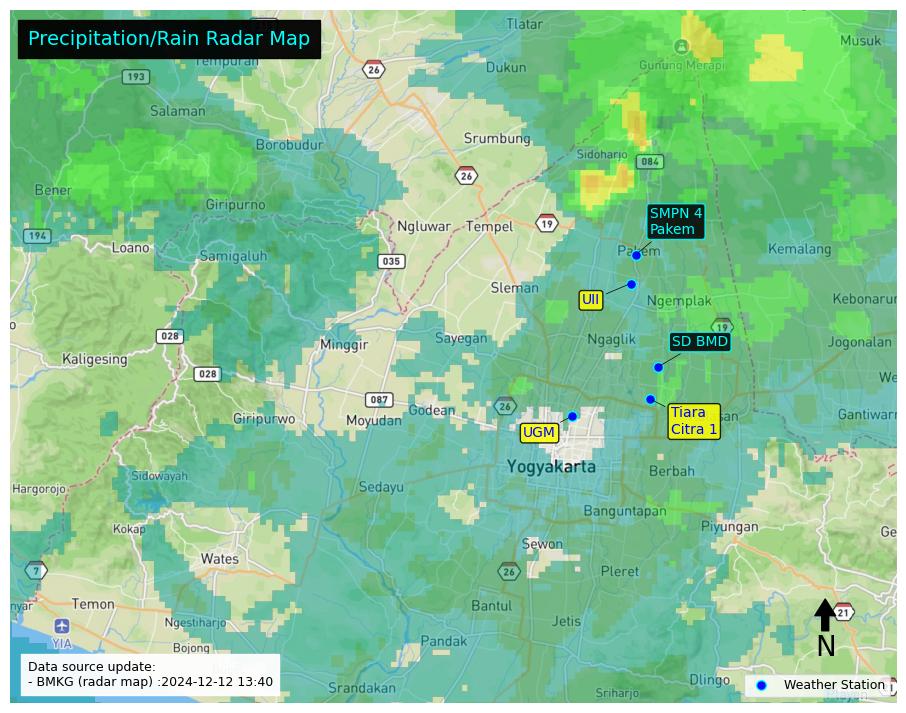 Precipitation/Rain Radar Map
Tlatar
Musuk
26
Dukun
Gunung Merapi
193
Salaman
Borobudur
Srumbung
Sidoharjo
084
26
Bener
Giripurno
SMPN 4
Pakem
194
Ngluwar
Tempel
19
Loano
Samigaluh
035
Pakem
Kemalang
Sleman
UII
Ngemplak
Kebonarun
028
Minggir
Sayegan
Ngaglik
19
SD BMD
Jogonalan
Kaligesing
028
We
087
26
Godean
Giripurwo
Moyudan
Tiara
Citra 1
Gantiwarn
UGM
Yogyakarta
Berbah
Hargorojo
Sidowayah
Sedayu
Banguntapan
Kokap
Piyungan
Ge
Wates
Sewon
7
26
Pleret
nyar
Temon
Bantul
21
Ngestiharjo
Jetis
YIA
Bojong
Pandak
N
Data source update:
- BMKG (radar map) :2024-12-12 13:40
Srandakan
Sriharjo
Dlingo
Weather Station